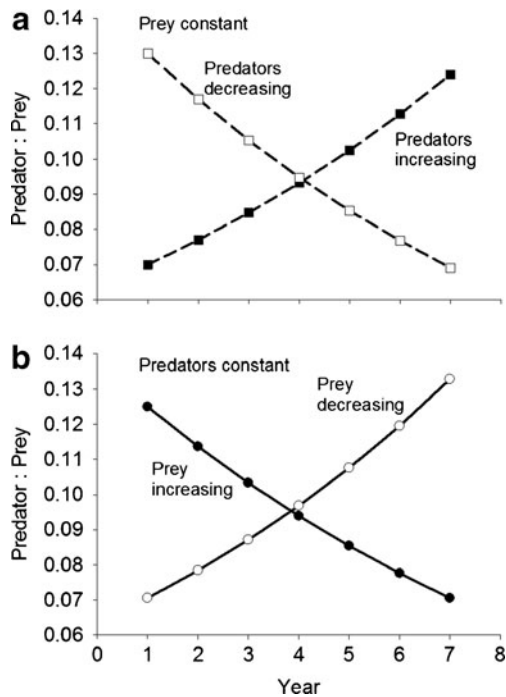 a
Prey constant
Predators
decreasing
Predators
increasing
Predator : Prey
0.14
0.13
0.12
0.11
0.10
0.09
0.08
0.07
0.06
b
Predators constant
Prey
decreasing
Prey
increasing
Predator : Prey
0.14
0.13
0.12
0.11
0.10
0.09
0.08
0.07
0.06
0 1 2 3 4 5 6 7 8
Year